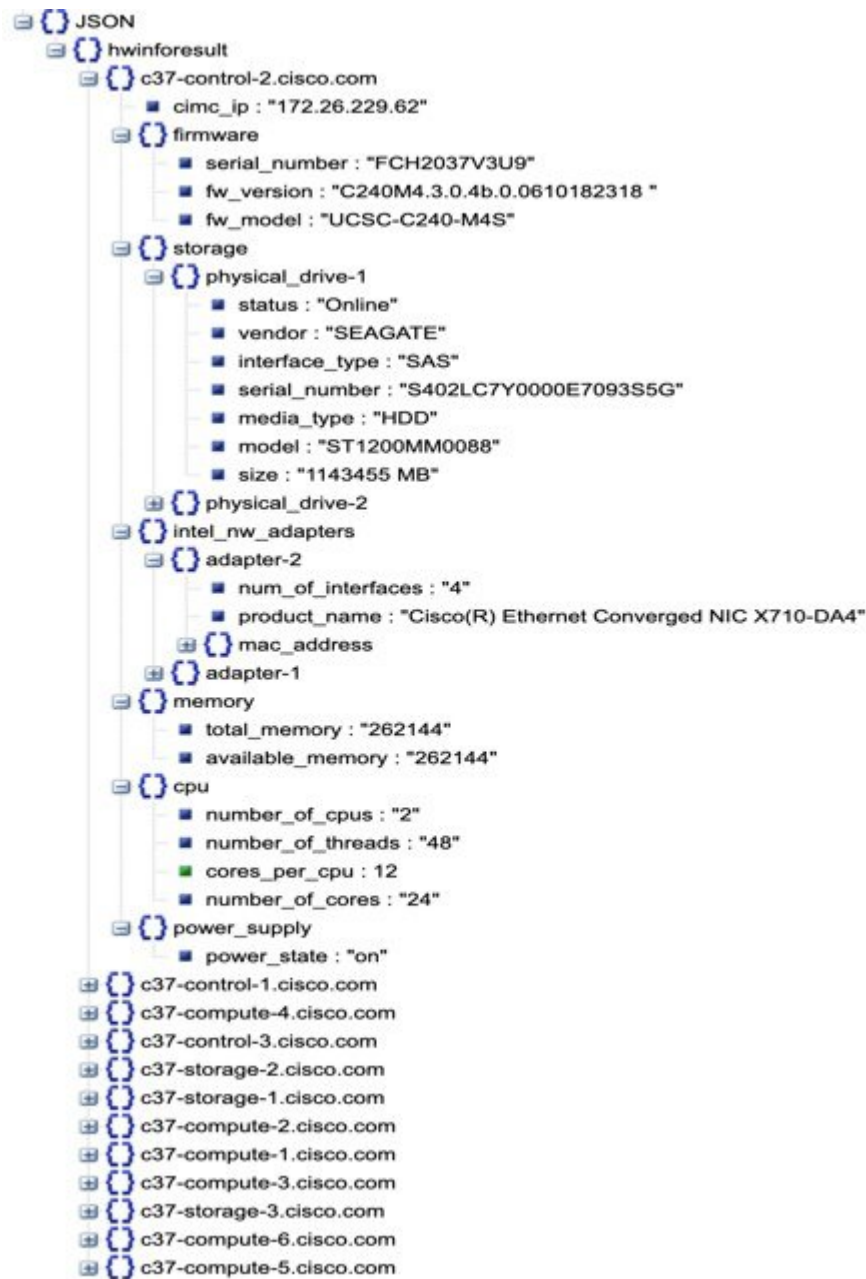 JSON
hwinforesult
c37-control-2.cisco.com
cimc_ip : "172.26.229.62"
firmware
serial_number : "FCH2037V3U9"
fw_version : "C240M4.3.0.4b.0.0610182318 "
fw_model : "UCSC-C240-M4S"
storage
physical_drive-1
status : "Online"
vendor : "SEAGATE"
interface_type : "SAS"
serial_number : "S402LC7Y0000E7093S5G"
media_type : "HDD"
model : "ST1200MM0088"
size : "1143455 MB"
physical_drive-2
intel_nw_adapters
adapter-2
num_of_interfaces : "4"
product_name : "Cisco(R) Ethernet Converged NIC X710-DA4"
mac_address
adapter-1
memory
total_memory : "262144"
available_memory : "262144"
cpu
number_of_cpus : "2"
number_of_threads : "48"
cores_per_cpu : 12
number_of_cores : "24"
power_supply
power_state : "on"
c37-control-1.cisco.com
c37-compute-4.cisco.com
c37-control-3.cisco.com
c37-storage-2.cisco.com
c37-storage-1.cisco.com
c37-compute-2.cisco.com
c37-compute-1.cisco.com
c37-compute-3.cisco.com
c37-storage-3.cisco.com
c37-compute-6.cisco.com
c37-compute-5.cisco.com